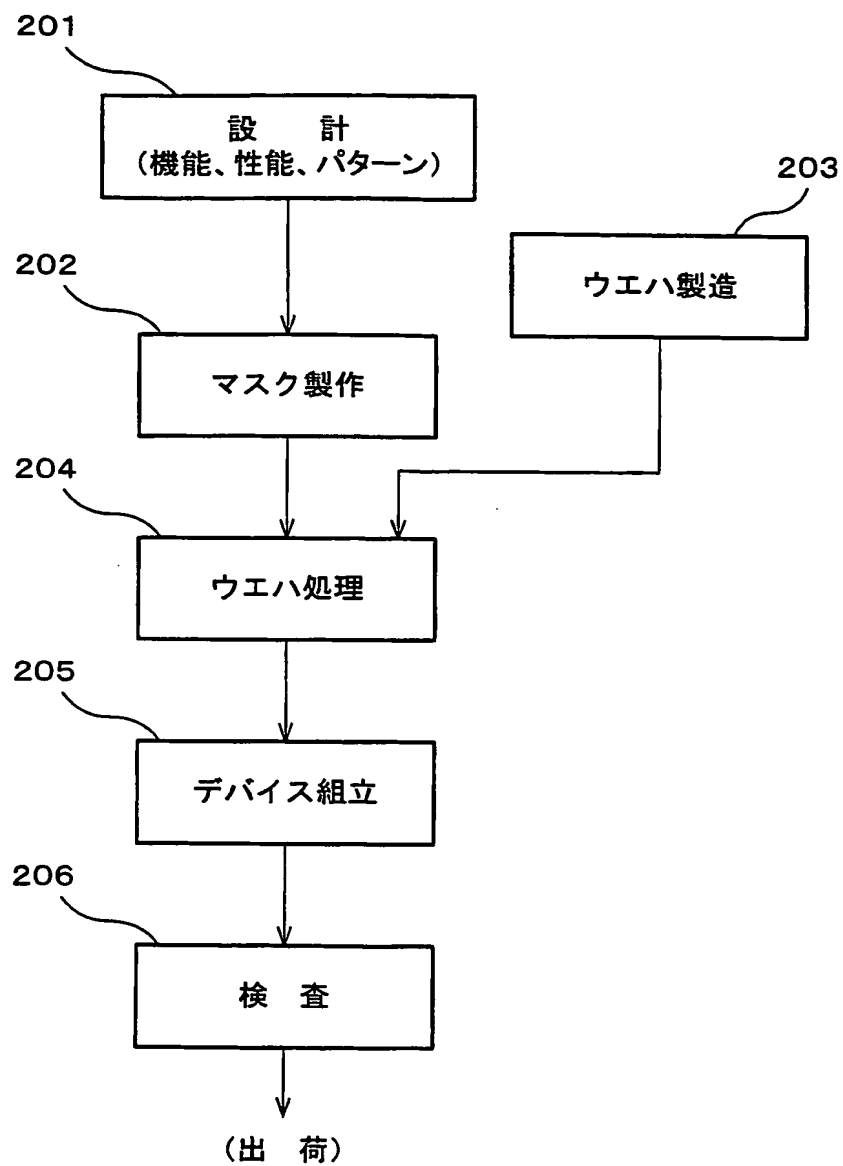 201
設 計
(機能、性能、パターン)
203
ウエハ製造
202
マスク製作
204
ウエハ処理
205
デバイス組立
206
検 査
(出 荷)